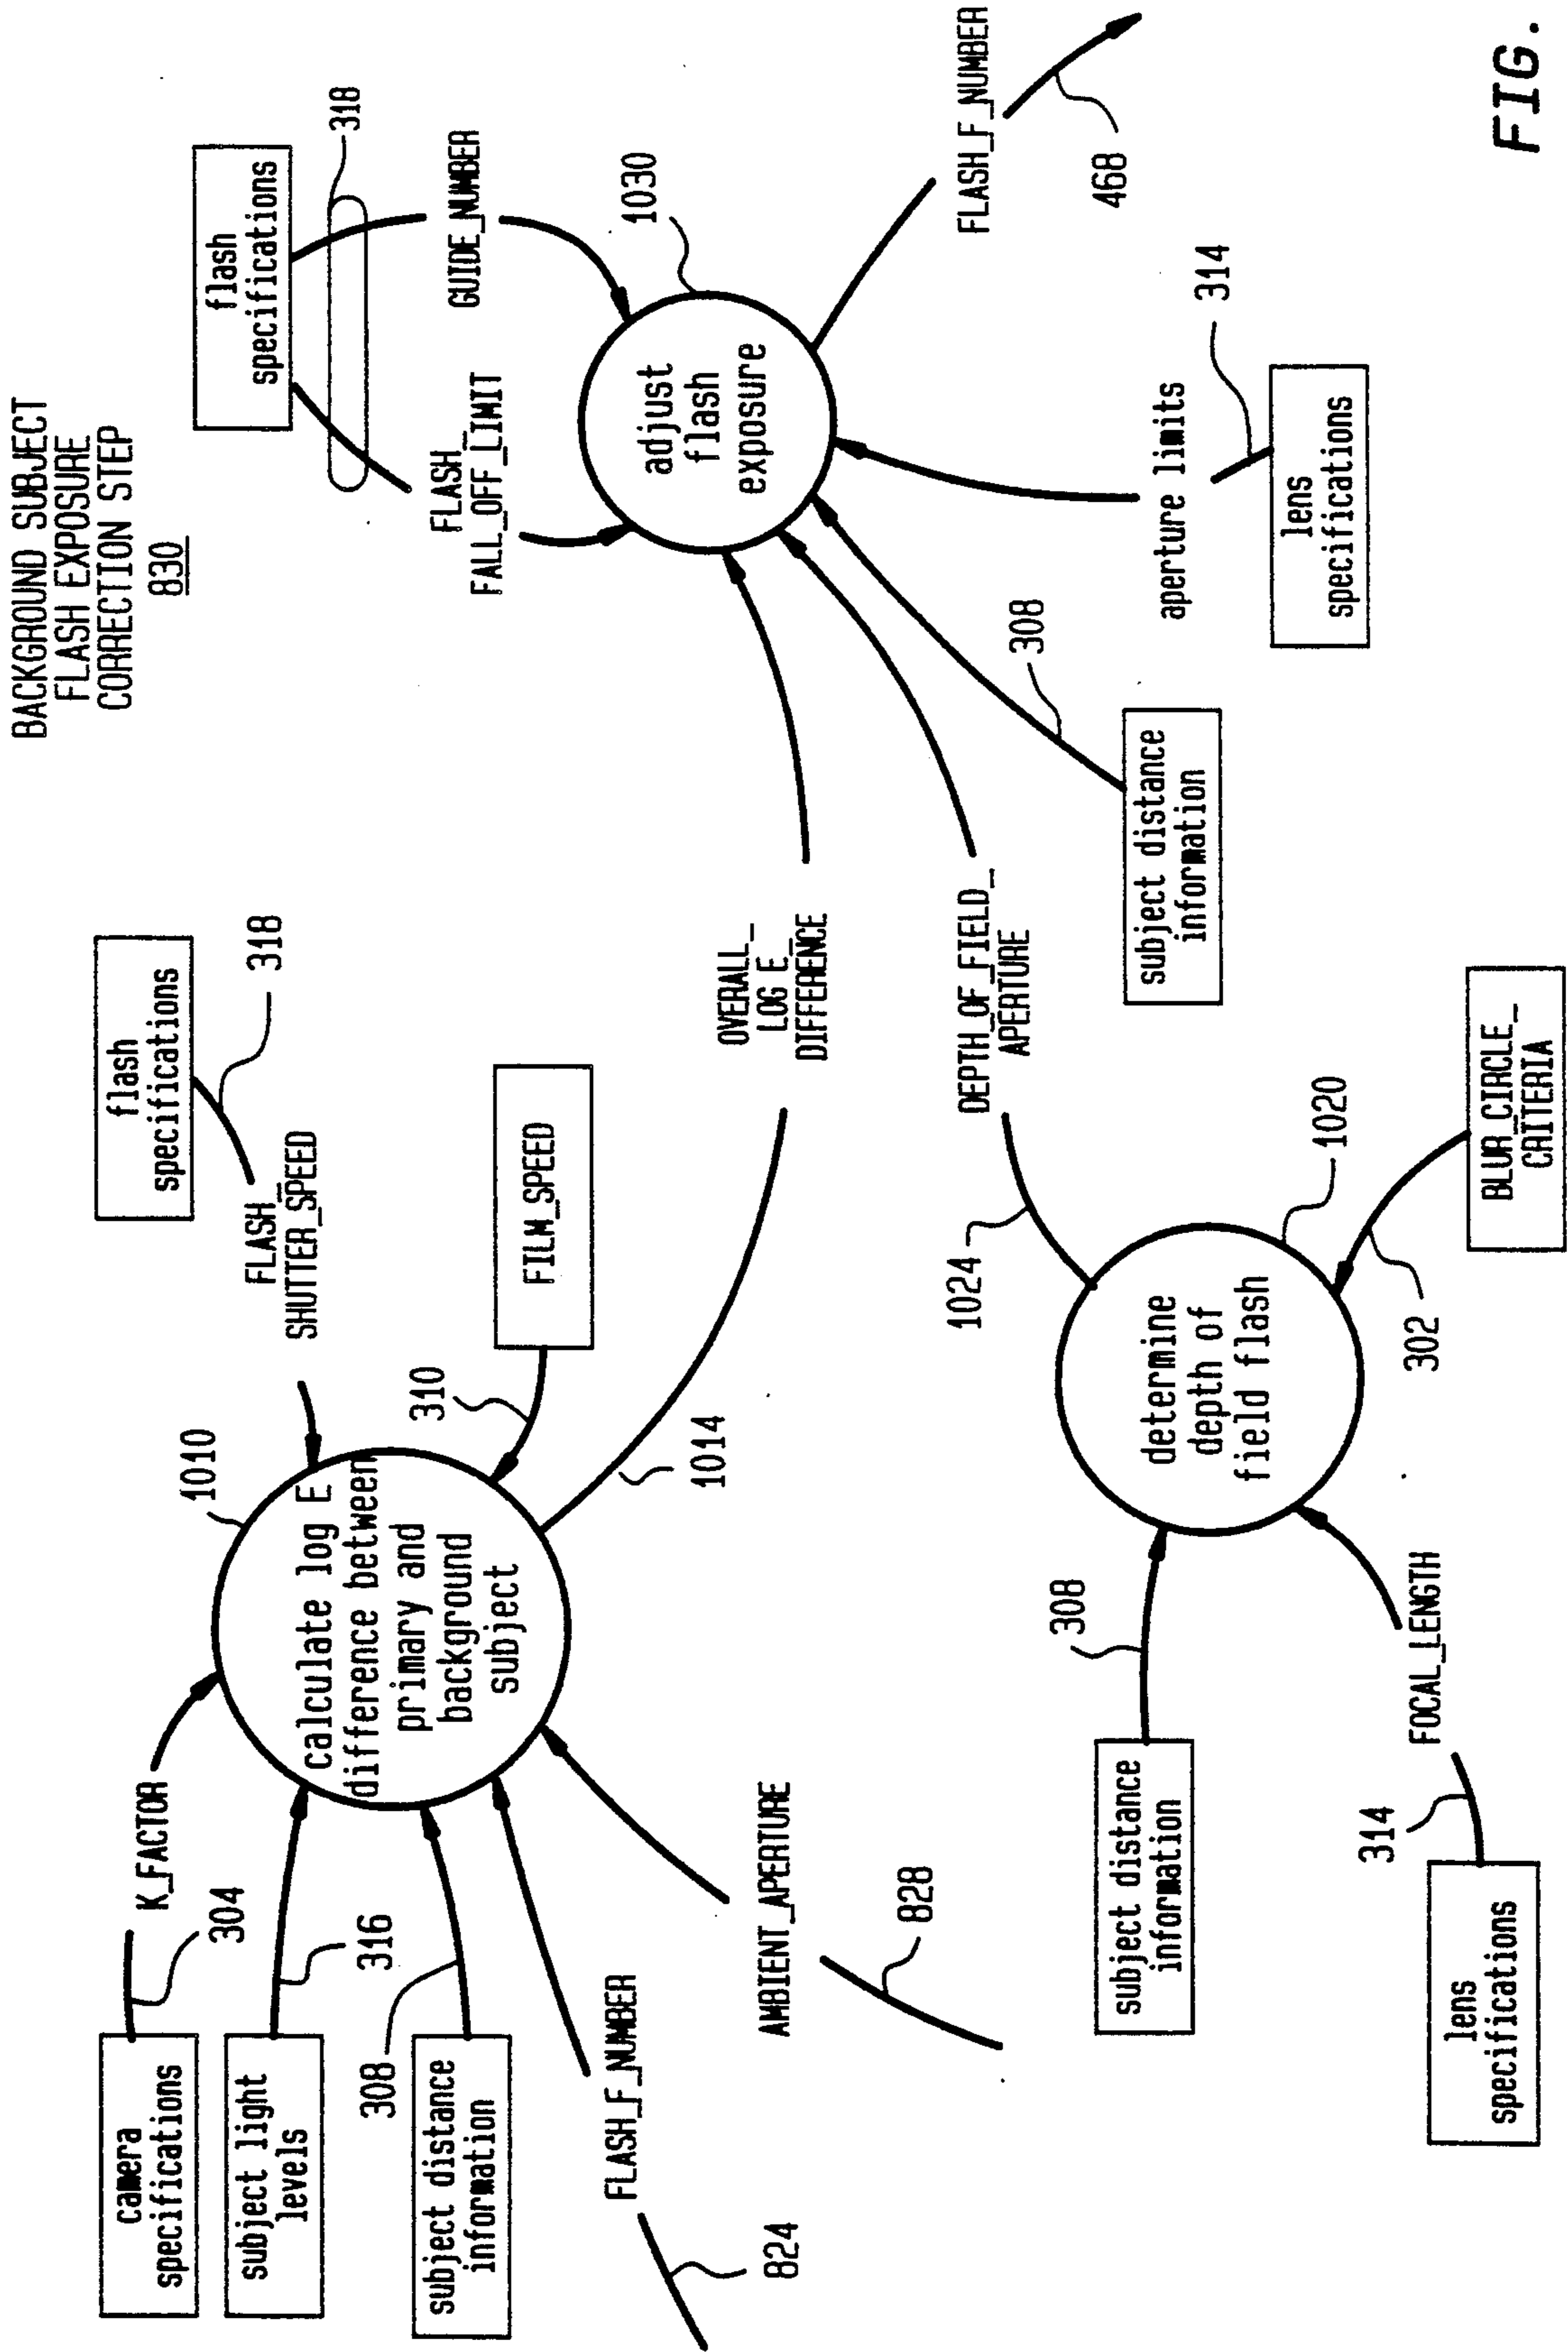 BACKGROUND SUBJECT
FLASH EXPOSURE
CORRECTION STEP
830
camera
specifications
304
K_FACTOR
subject light
levels
316
subject distance
information
308
FLASH_F_NUMBER
824
AMBIENT_APERTURE
828
1010
calculate log E
difference between
primary and
background
subject
flash
specifications
318
FLASH_
SHUTTER_SPEED
FILM_SPEED
310
1014
OVERALL_
LOG E_
DIFFERENCE
flash
specifications
318
FLASH_
FALL_OFF_LIMIT
GUIDE_NUMBER
1030
adjust
flash
exposure
FLASH_F_NUMBER
468
aperture limits
314
lens
specifications
308
subject distance
information
DEPTH_OF_FIELD_
APERTURE
1024
determine
depth of
field flash
1020
302
BLUR_CIRCLE_
CRITERIA
subject distance
information
308
FOCAL_LENGTH
314
lens
specifications
FIG.